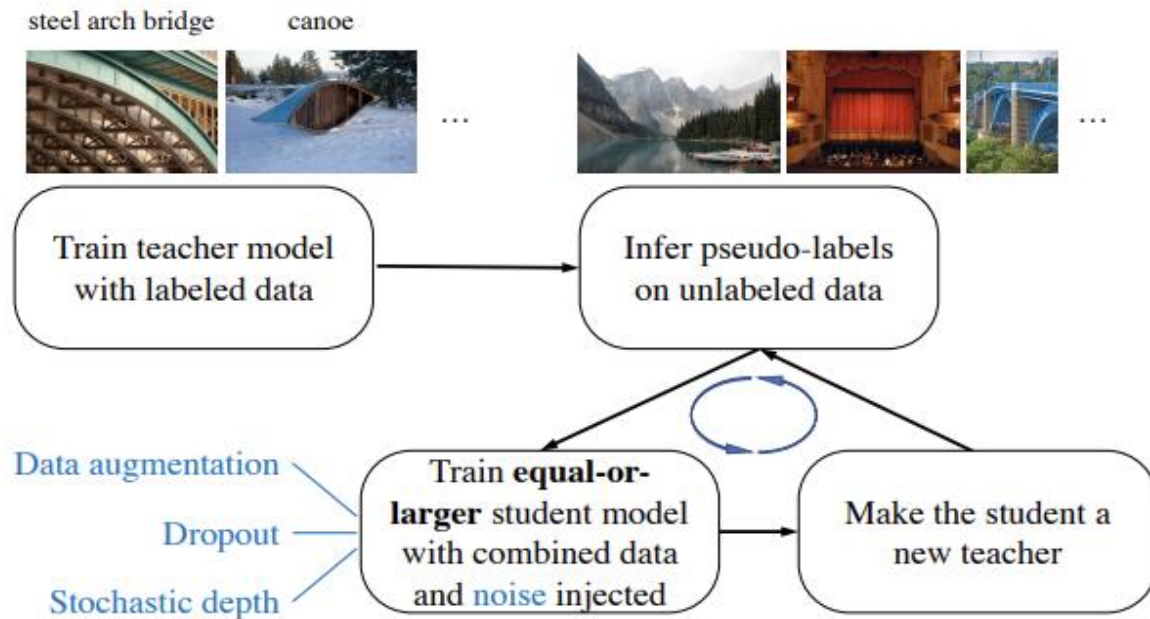 steel arch bridge
canoe
...
...
Train teacher model
with labeled data
Infer pseudo-labels
on unlabeled data
Data augmentation
Dropout
Stochastic depth
Train equal-or-
larger student model
with combined data
and noise injected
Make the student a
new teacher